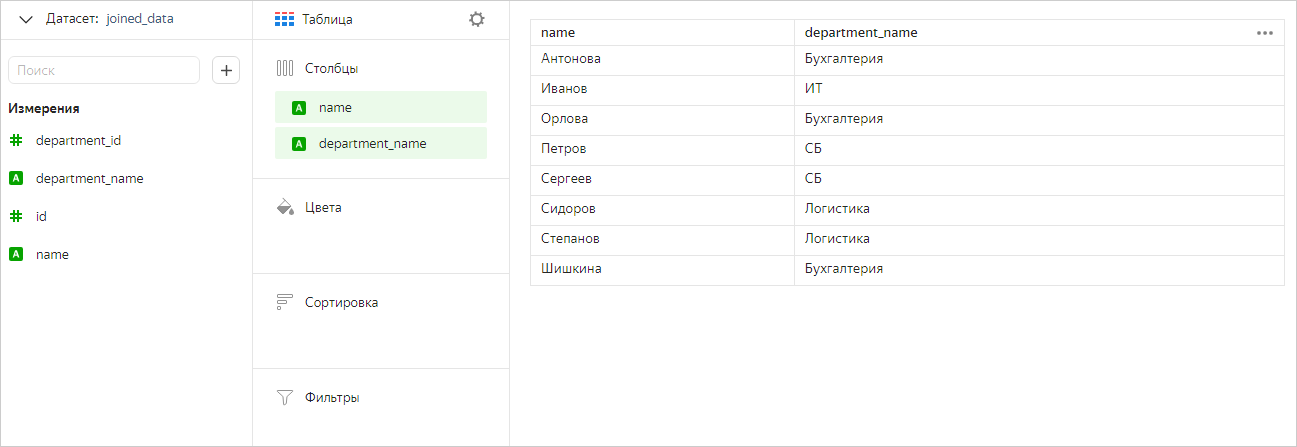 Датасет: joined_data
Поиск
+
Измерения
# department_id
A department_name
# id
A name
Таблица
Столбцы
A name
A department_name
Цвета
Сортировка
Фильтры
name department_name
Антонова Бухгалтерия
Иванов ИТ
Орлова Бухгалтерия
Петров СБ
Сергеев СБ
Сидоров Логистика
Степанов Логистика
Шишкина Бухгалтерия